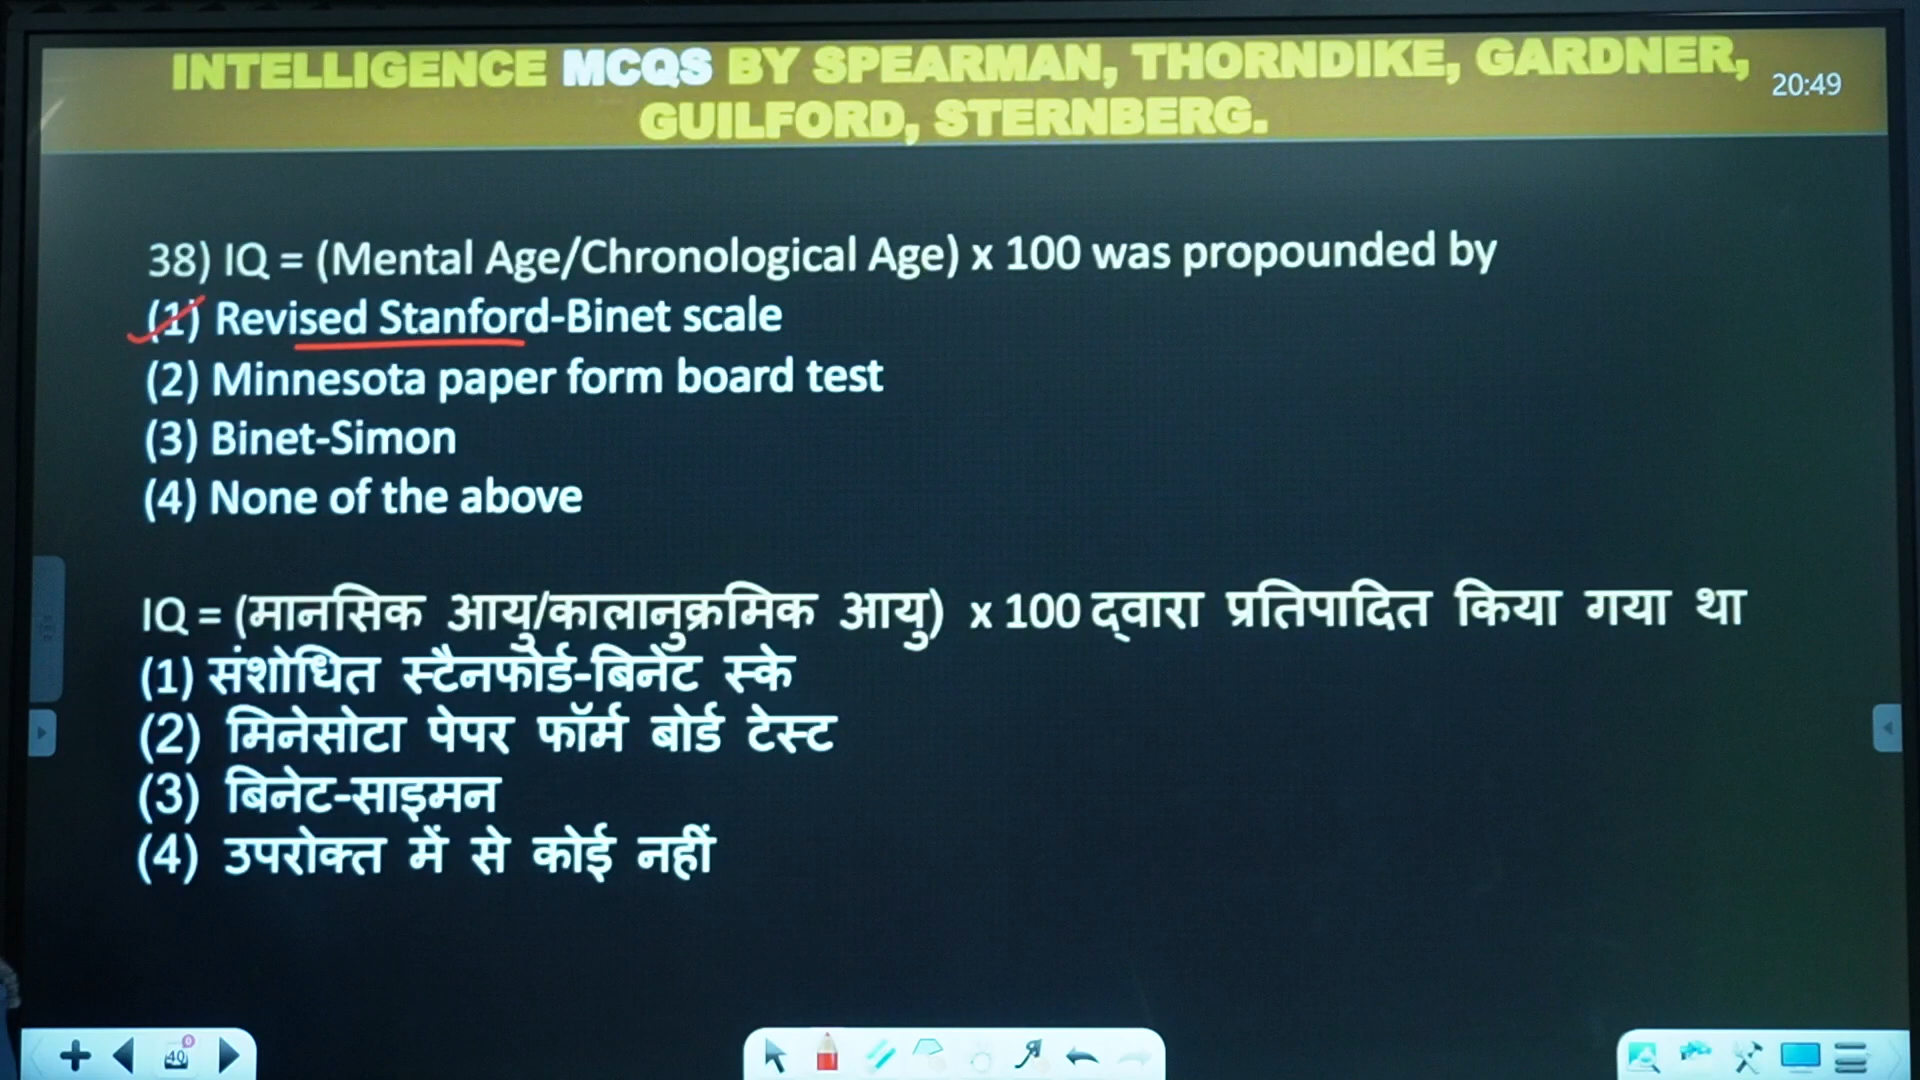 INTELLIGENCE MCQS BY SPEARMAN, THORNDIKE, GARDNER,
GUILFORD, STERNBERG.
20:49
38) IQ = (Mental Age/Chronological Age) x 100 was propounded by
(1) Revised Stanford-Binet scale
(2) Minnesota paper form board test
(3) Binet-Simon
(4) None of the above
IQ = (मानसिक आयु/कालानुक्रमिक आयु) x 100 द्वारा प्रतिपादित किया गया था
(1) संशोधित स्टैनफोर्ड-बिनेट स्के
(2) मिनेसोटा पेपर फॉर्म बोर्ड टेस्ट
(3) बिनेट-साइमन
(4) उपरोक्त में से कोई नहीं
40
0